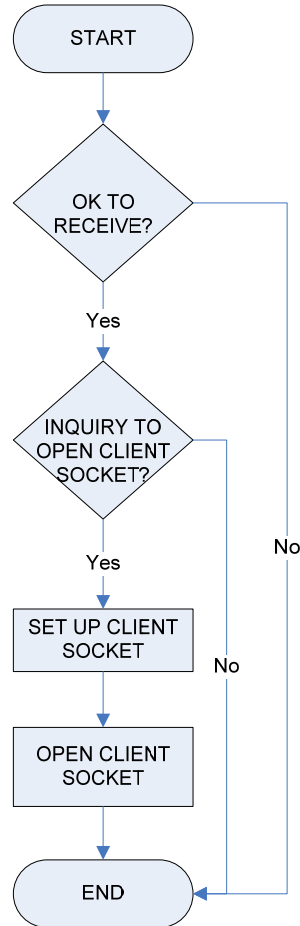 START
OK TO
RECEIVE?
Yes
INQUIRY TO
OPEN CLIENT
SOCKET?
No
Yes
SET UP CLIENT
SOCKET
No
OPEN CLIENT
SOCKET
END